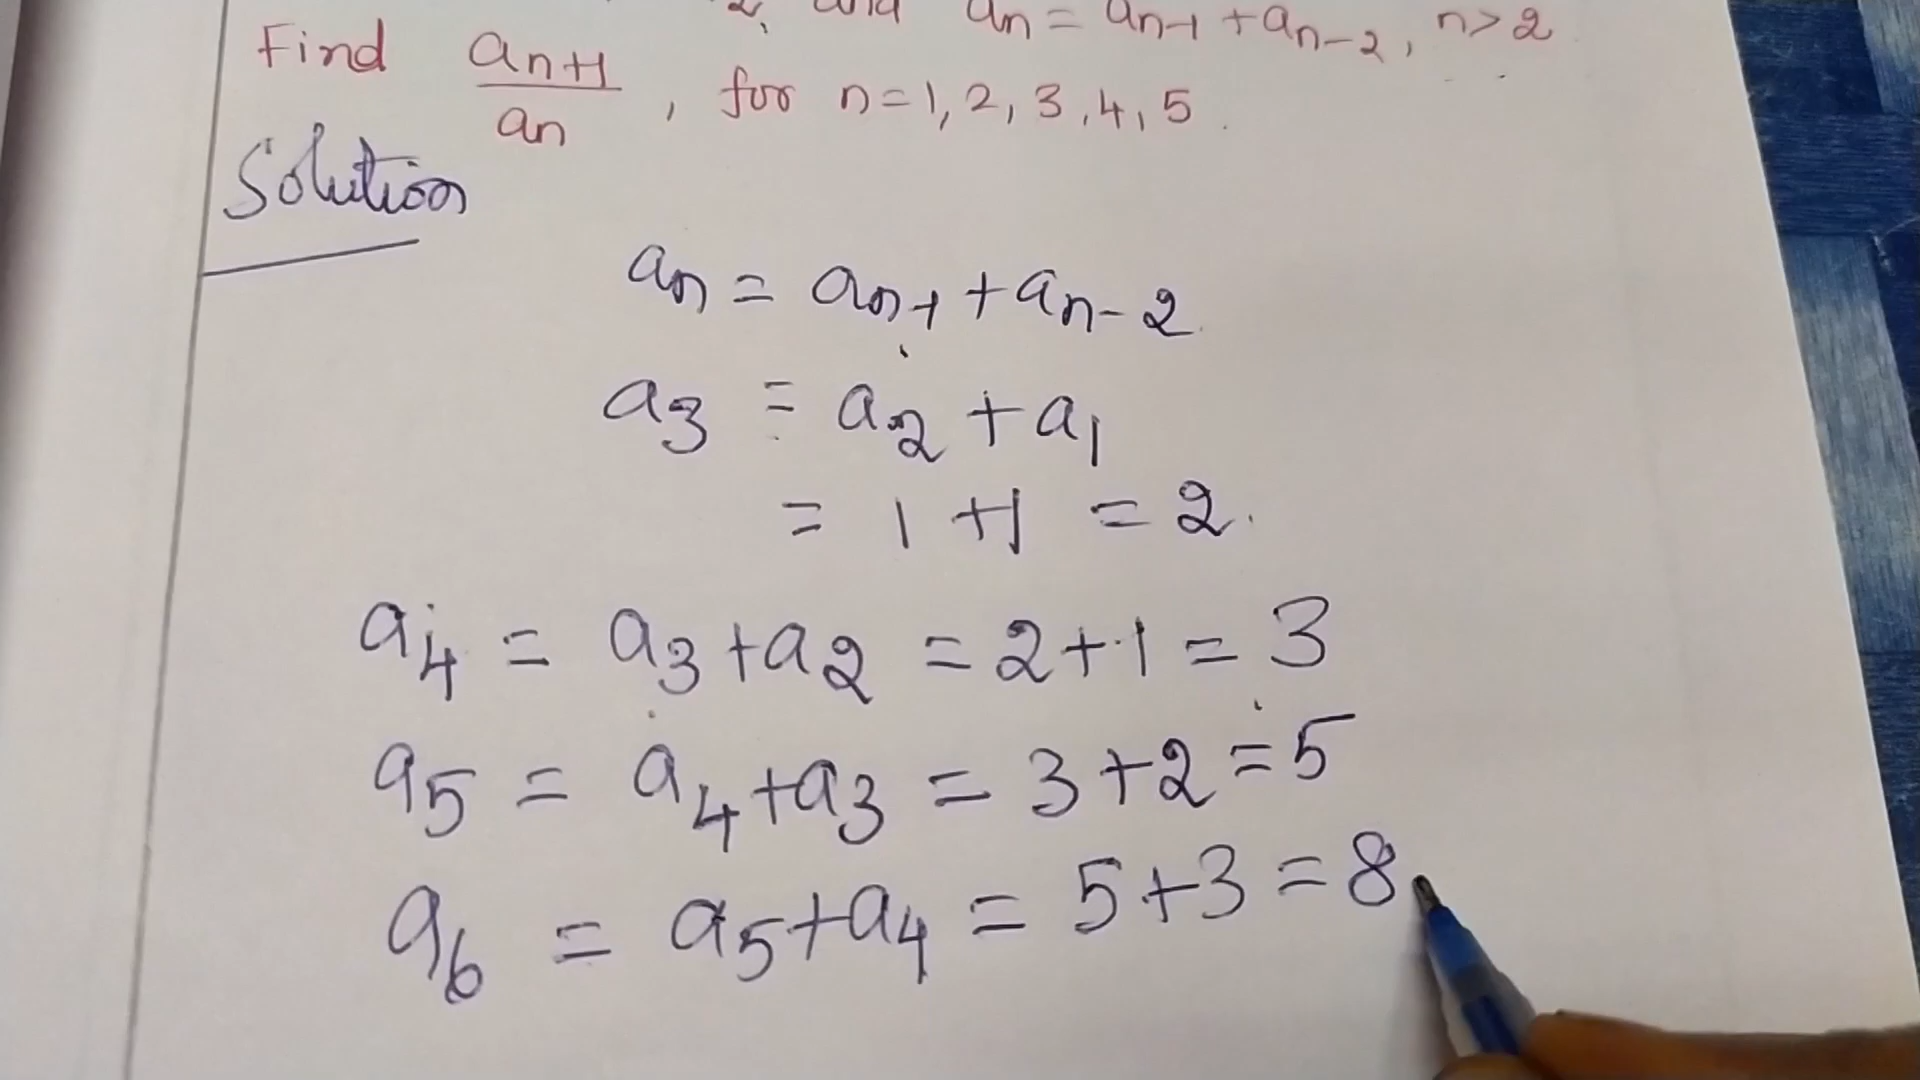 2, and an = an-1 + an-2, n>2
Find an+1/an, for n=1,2,3,4,5.
Solution
an = an-1 + an-2
a3 = a2 + a1
= 1 + 1 = 2.
a4 = a3 + a2 = 2 + 1 = 3
a5 = a4 + a3 = 3 + 2 = 5
a6 = a5 + a4 = 5 + 3 = 8